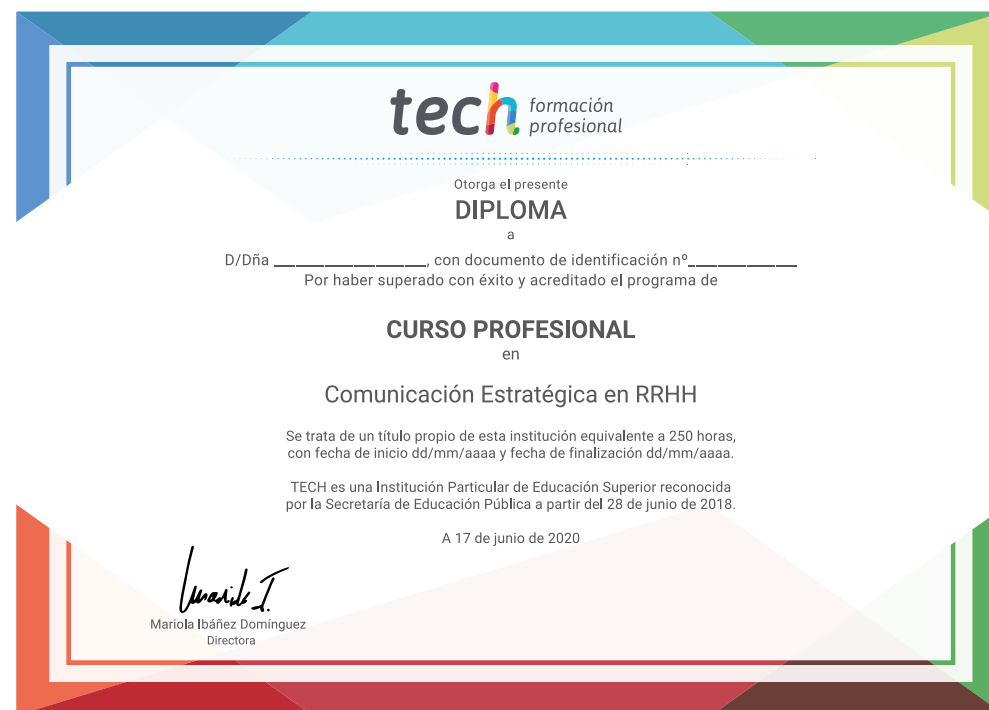 tech formación
profesional
Otorga el presente
DIPLOMA
a
D/Dña ____________________, con documento de identificación nº______________
Por haber superado con éxito y acreditado el programa de
CURSO PROFESIONAL
en
Comunicación Estratégica en RRHH
Se trata de un título propio de esta institución equivalente a 250 horas,
con fecha de inicio dd/mm/aaaa y fecha de finalización dd/mm/aaaa.
TECH es una Institución Particular de Educación Superior reconocida
por la Secretaría de Educación Pública a partir del 28 de junio de 2018.
A 17 de junio de 2020
Mariola Ibáñez Domínguez
Directora